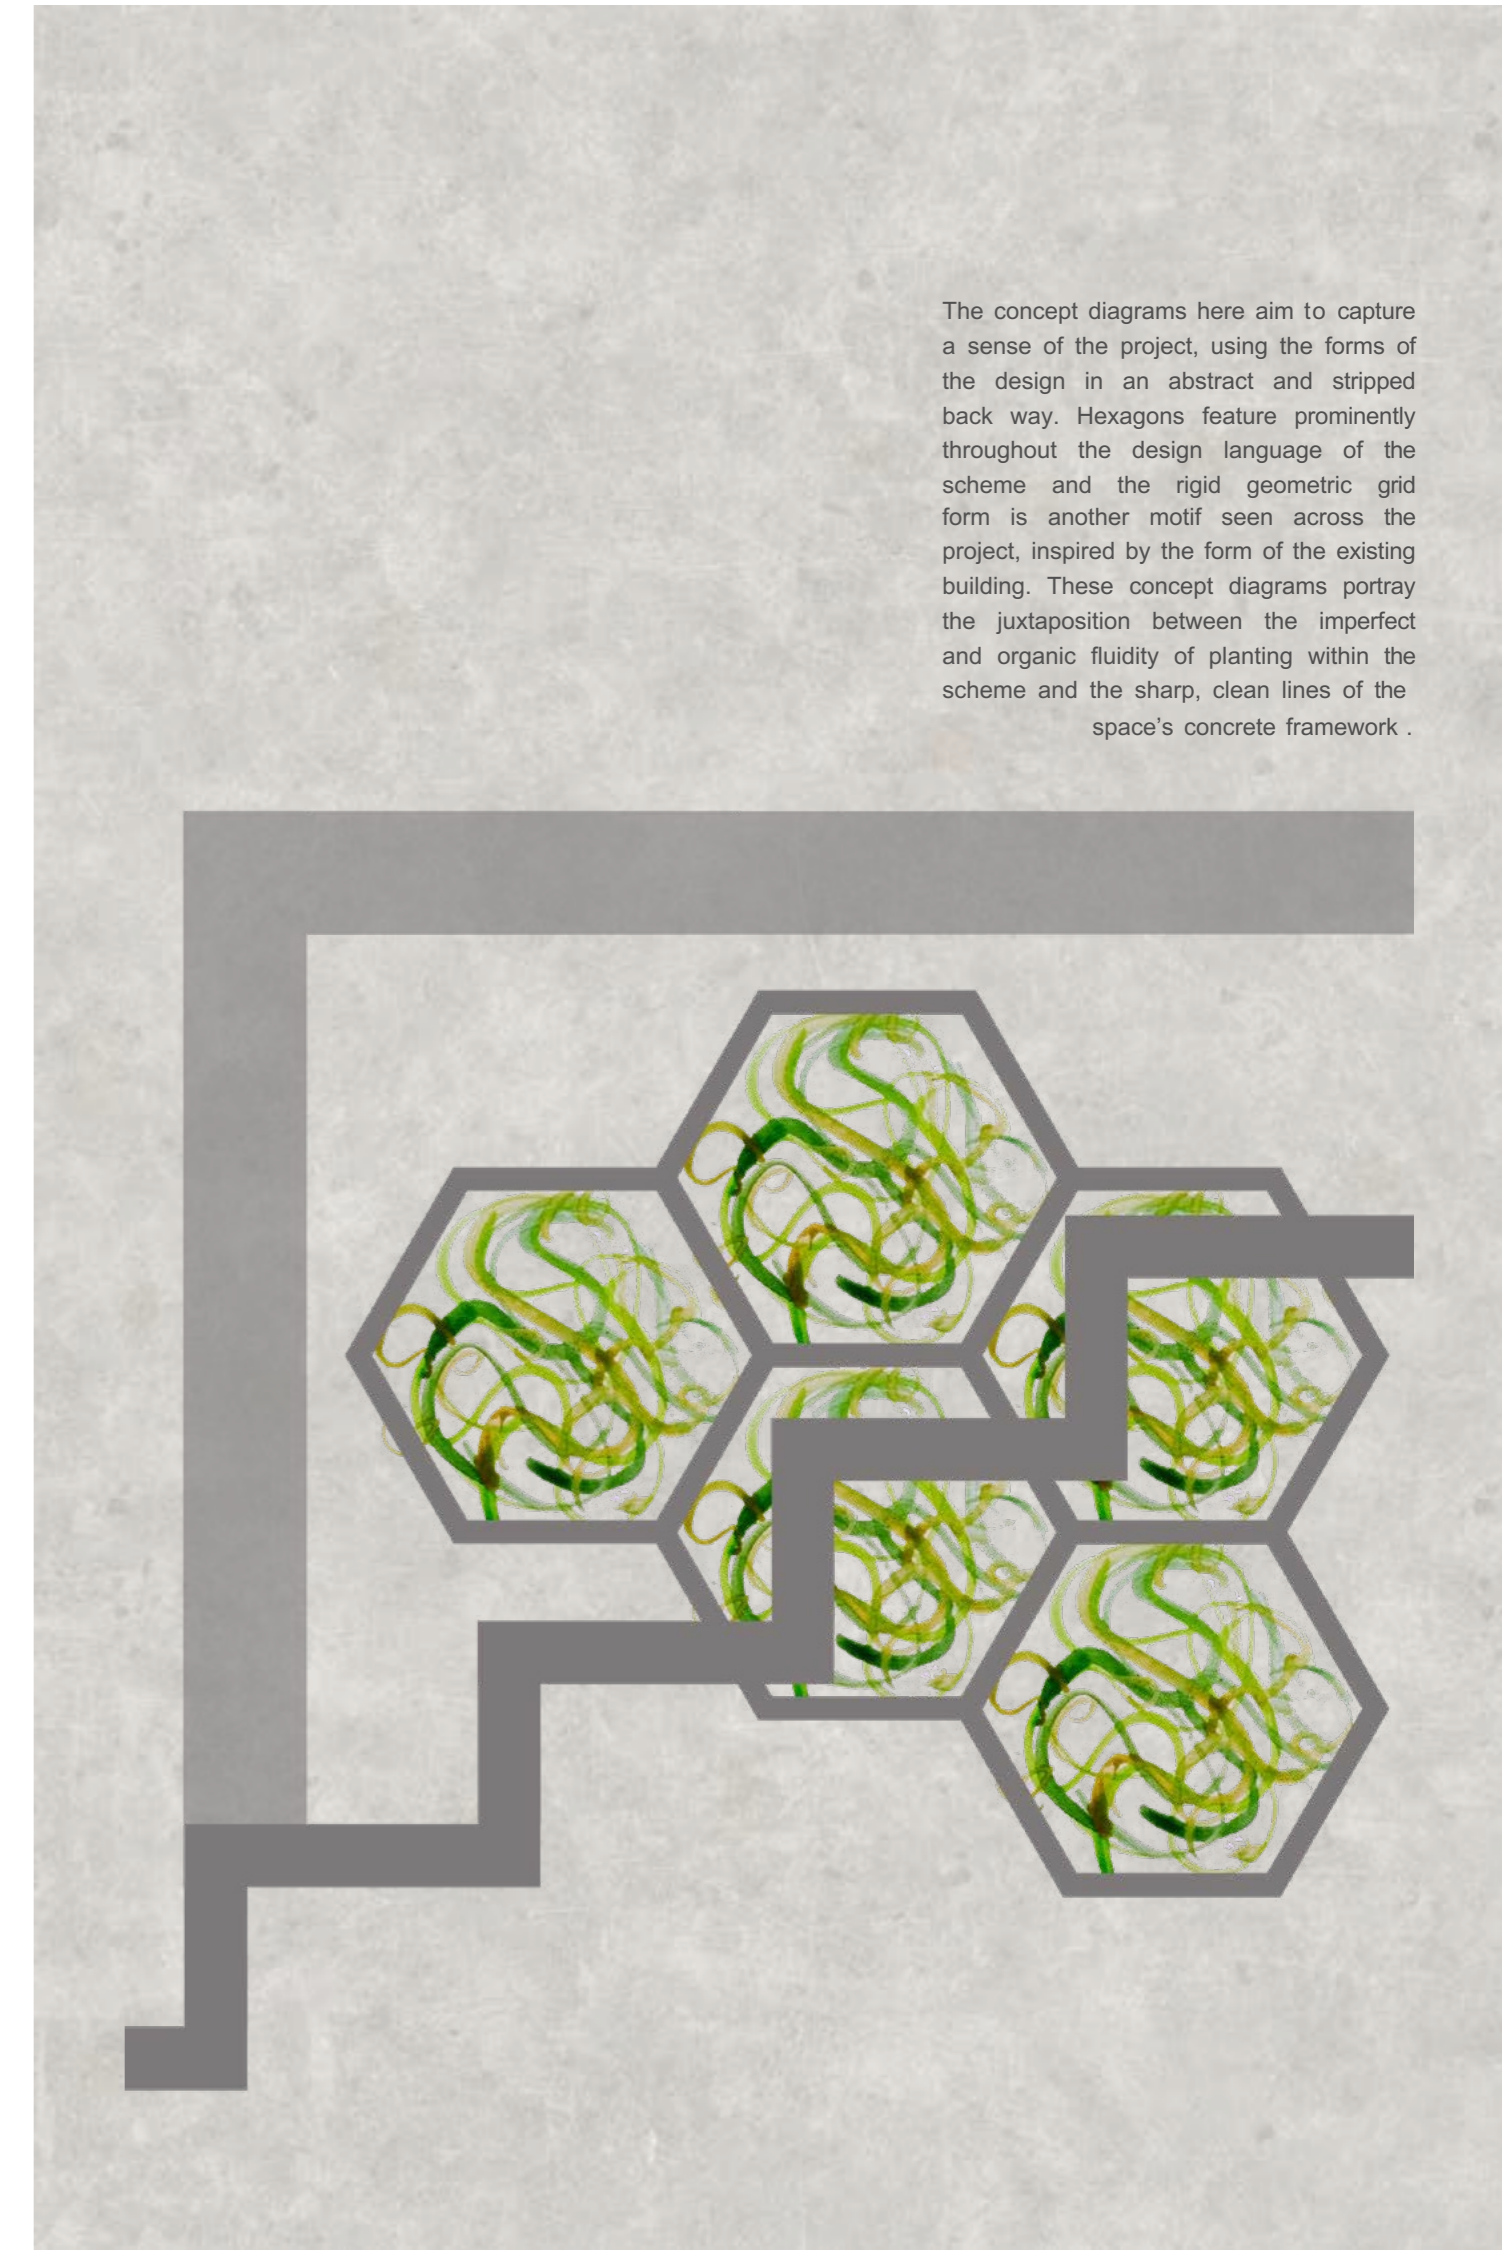 The concept diagrams here aim to capture
a sense of the project, using the forms of
the design in an abstract and stripped
back way. Hexagons feature prominently
throughout the design language of the
scheme and the rigid geometric grid
form is another motif seen across the
project, inspired by the form of the existing
building. These concept diagrams portray
the juxtaposition between the imperfect
and organic fluidity of planting within the
scheme and the sharp, clean lines of the
space’s concrete framework .